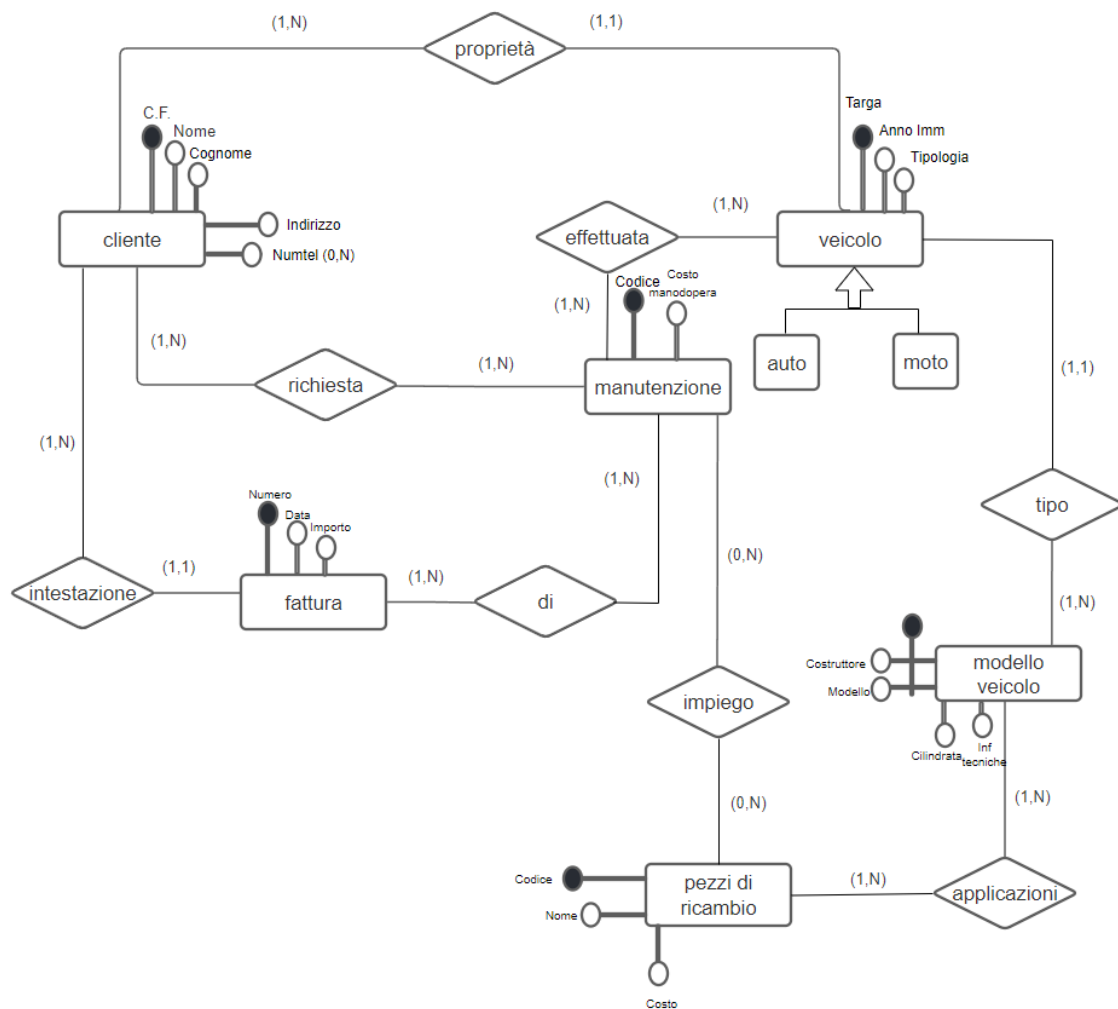 (1,N)
proprietà
(1,1)
C.F.
Nome
Cognome
Targa
Anno Imm
Tipologia
cliente
Indirizzo
Numtel (0,N)
effettuata
(1,N)
veicolo
Codice
Costo
manodopera
(1,N)
auto
moto
(1,N)
richiesta
(1,N)
manutenzione
(1,1)
(1,N)
(1,N)
Numero
Data
Importo
tipo
(0,N)
intestazione
(1,1)
fattura
(1,N)
di
(1,N)
Costruttore
Modello
modello
veicolo
impiego
Cilindrata
Inf
tecniche
(0,N)
(1,N)
Codice
Nome
pezzi di
ricambio
(1,N)
applicazioni
Costo